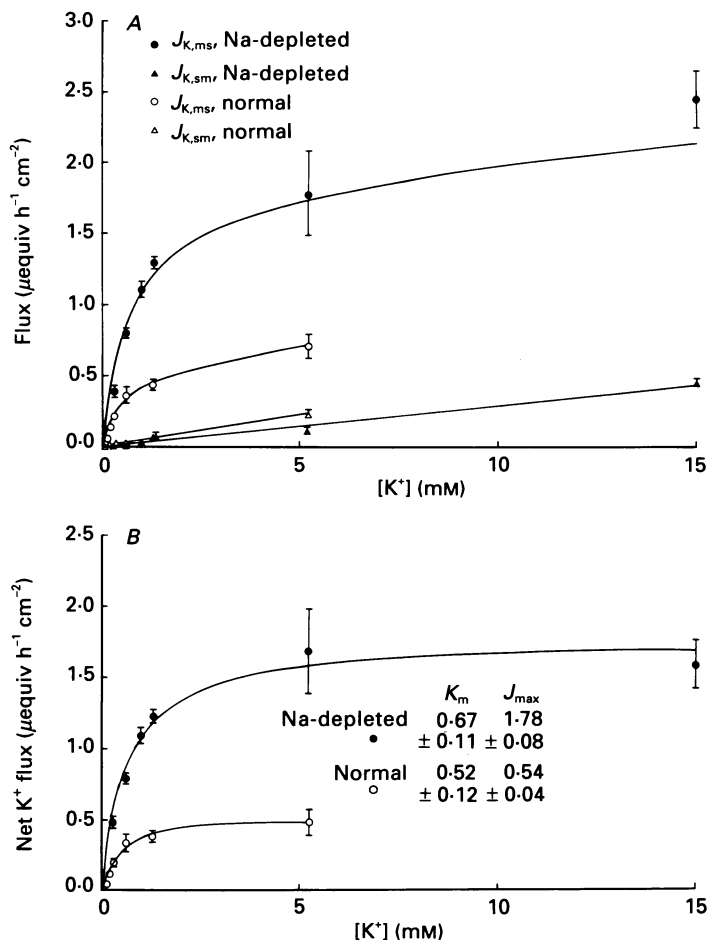 A
J_K,ms, Na-depleted
J_K,sm, Na-depleted
J_K,ms, normal
J_K,sm, normal
Flux (µequiv h⁻¹ cm⁻²)
3·0
2·5
2·0
1·5
1·0
0·5
0·0
0
5
10
15
[K⁺] (mM)
B
Net K⁺ flux (µequiv h⁻¹ cm⁻²)
2·5
2·0
1·5
1·0
0·5
0·0
K_m J_max
Na-depleted 0·67 1·78
± 0·11 ± 0·08
Normal 0·52 0·54
± 0·12 ± 0·04
0
5
10
15
[K⁺] (mM)